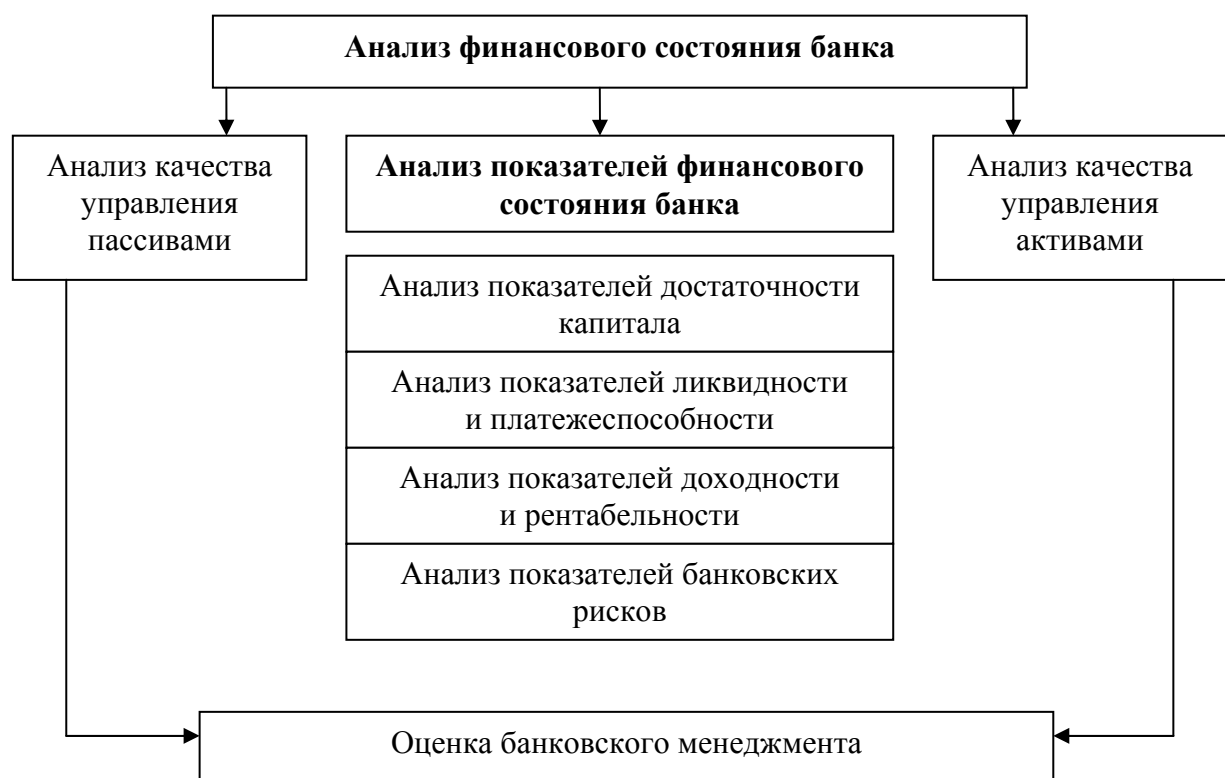 Анализ финансового состояния банка
Анализ качества
управления
пассивами
Анализ показателей финансового
состояния банка
Анализ качества
управления
активами
Анализ показателей достаточности
капитала
Анализ показателей ликвидности
и платежеспособности
Анализ показателей доходности
и рентабельности
Анализ показателей банковских
рисков
Оценка банковского менеджмента